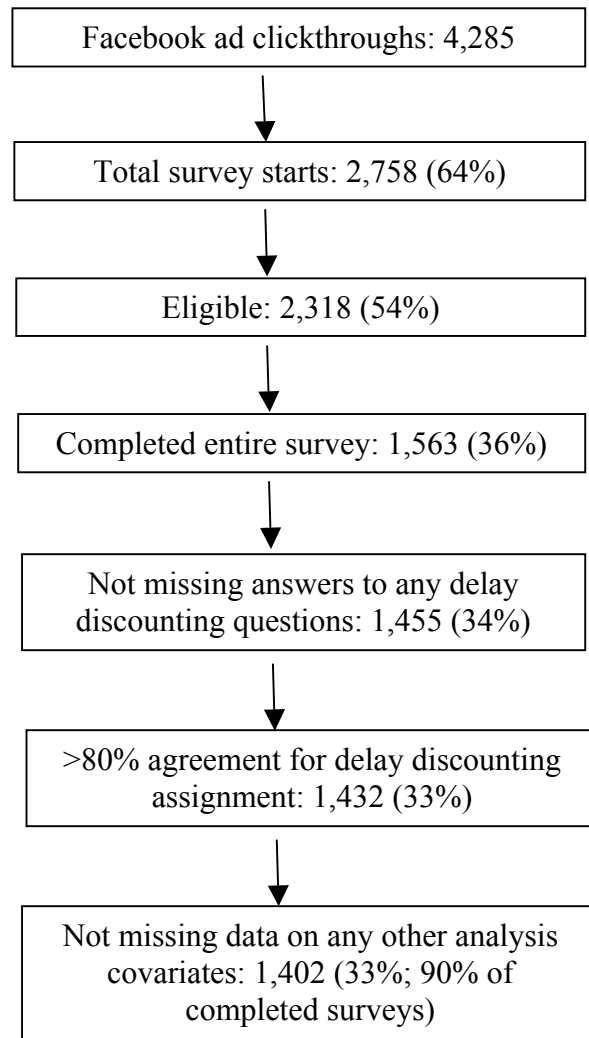 Facebook ad clickthroughs: 4,285
Total survey starts: 2,758 (64%)
Eligible: 2,318 (54%)
Completed entire survey: 1,563 (36%)
Not missing answers to any delay
discounting questions: 1,455 (34%)
>80% agreement for delay discounting
assignment: 1,432 (33%)
Not missing data on any other analysis
covariates: 1,402 (33%; 90% of
completed surveys)